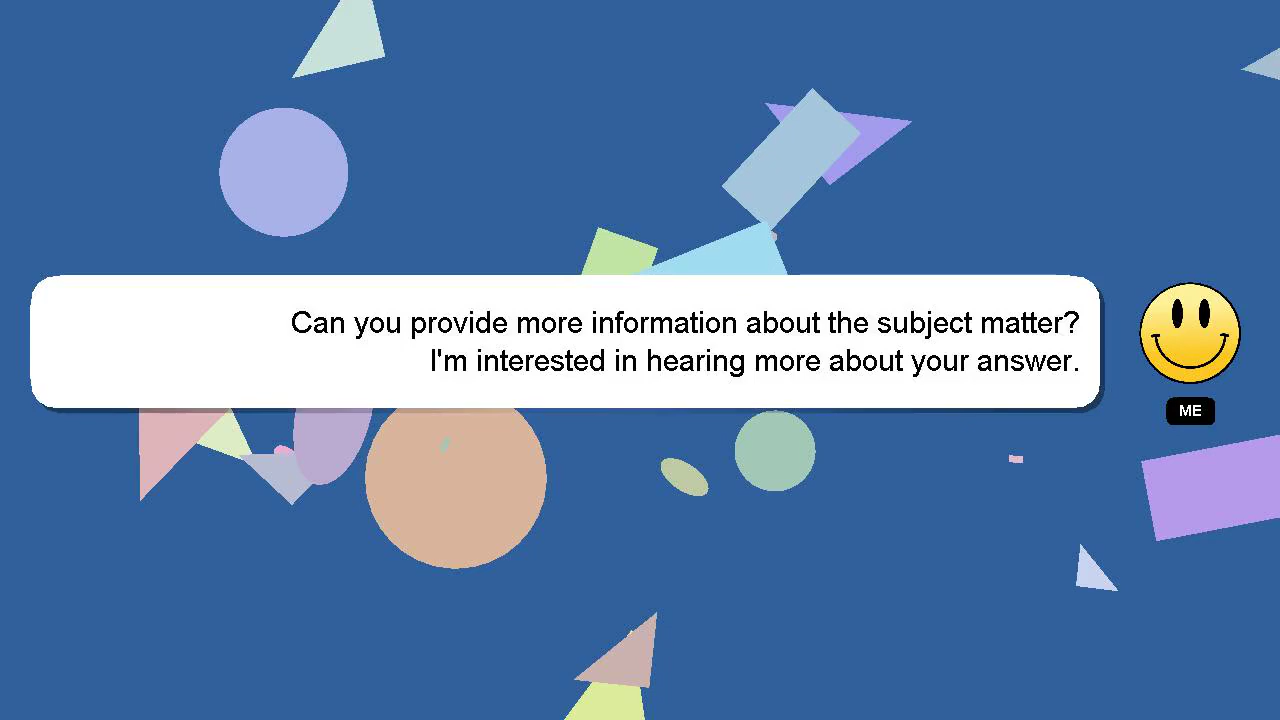 Can you provide more information about the subject matter?
I'm interested in hearing more about your answer.
ME